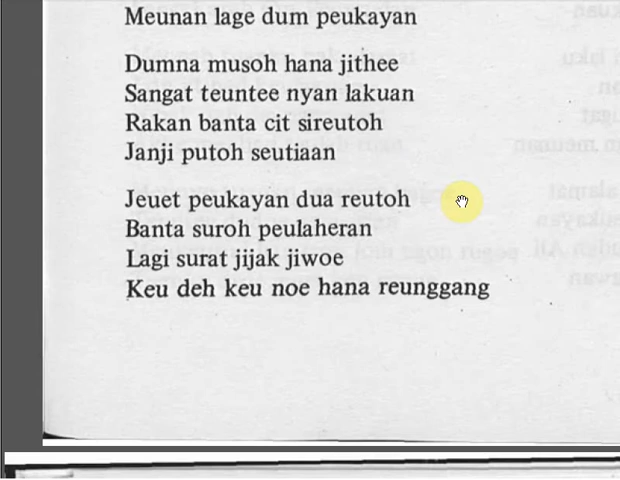 Meunan lage dum peukayan
Dumna musoh hana jithee
Sangat teuntee nyan lakuan
Rakan banta cit sireutoh
Janji putoh seutiaan
Jeuet peukayan dua reutoh
Banta suroh peulaheran
Lagi surat jijak jiwoe
Keu deh keu noe hana reunggang